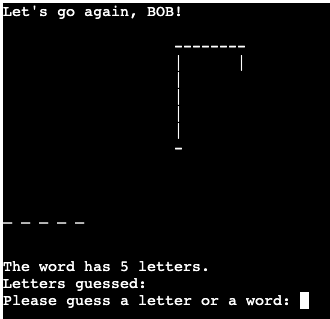 Let's go again, BOB!
_ _ _ _ _
The word has 5 letters.
Letters guessed:
Please guess a letter or a word: